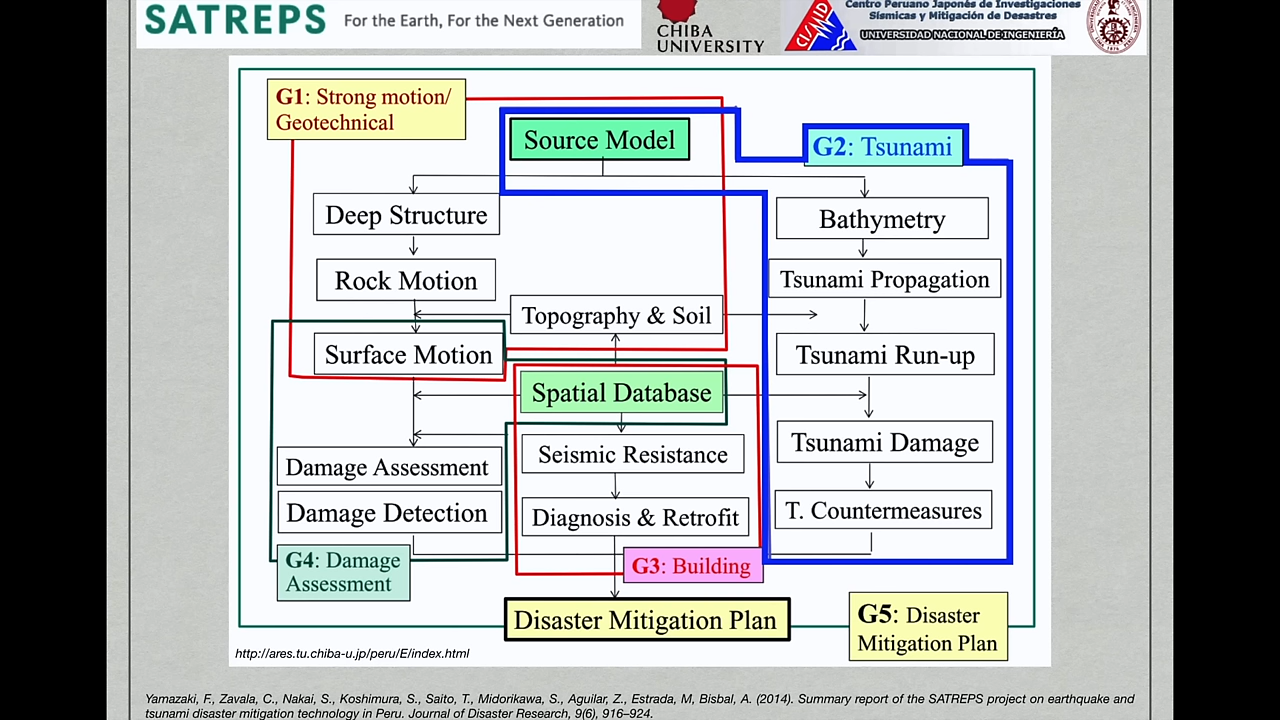 SATREPS For the Earth, For the Next Generation
CHIBA
UNIVERSITY
CISMID
Centro Peruano Japonés de Investigaciones
Sísmicas y Mitigación de Desastres
UNIVERSIDAD NACIONAL DE INGENIERÍA
G1: Strong motion/
Geotechnical
Source Model
G2: Tsunami
Deep Structure
Bathymetry
Rock Motion
Tsunami Propagation
Topography & Soil
Surface Motion
Tsunami Run-up
Spatial Database
Damage Assessment
Seismic Resistance
Tsunami Damage
Damage Detection
Diagnosis & Retrofit
T. Countermeasures
G4: Damage
Assessment
G3: Building
Disaster Mitigation Plan
G5: Disaster
Mitigation Plan
http://ares.tu.chiba-u.jp/peru/E/index.html
Yamazaki, F., Zavala, C., Nakai, S., Koshimura, S., Saito, T., Midorikawa, S., Aguilar, Z., Estrada, M, Bisbal, A. (2014). Summary report of the SATREPS project on earthquake and
tsunami disaster mitigation technology in Peru. Journal of Disaster Research, 9(6), 916–924.